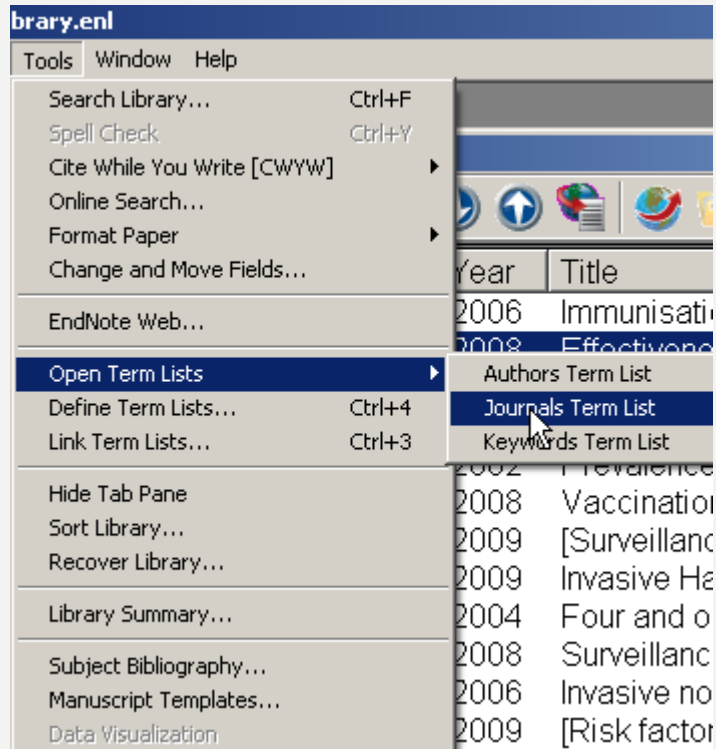 brary.enl
Tools Window Help
Search Library... Ctrl+F
Spell Check Ctrl+Y
Cite While You Write [CWYW]
Online Search...
Format Paper
Change and Move Fields...
EndNote Web...
Open Term Lists
Define Term Lists... Ctrl+4
Link Term Lists... Ctrl+3
Hide Tab Pane
Sort Library...
Recover Library...
Library Summary...
Subject Bibliography...
Manuscript Templates...
Data Visualization
Authors Term List
Journals Term List
Keywords Term List
Year Title
2006 Immunisati
2008 Effectivene
2002 Prevalence
2008 Vaccination
2009 [Surveillanc
2009 Invasive Ha
2004 Four and o
2008 Surveillanc
2006 Invasive no
2009 [Risk factor